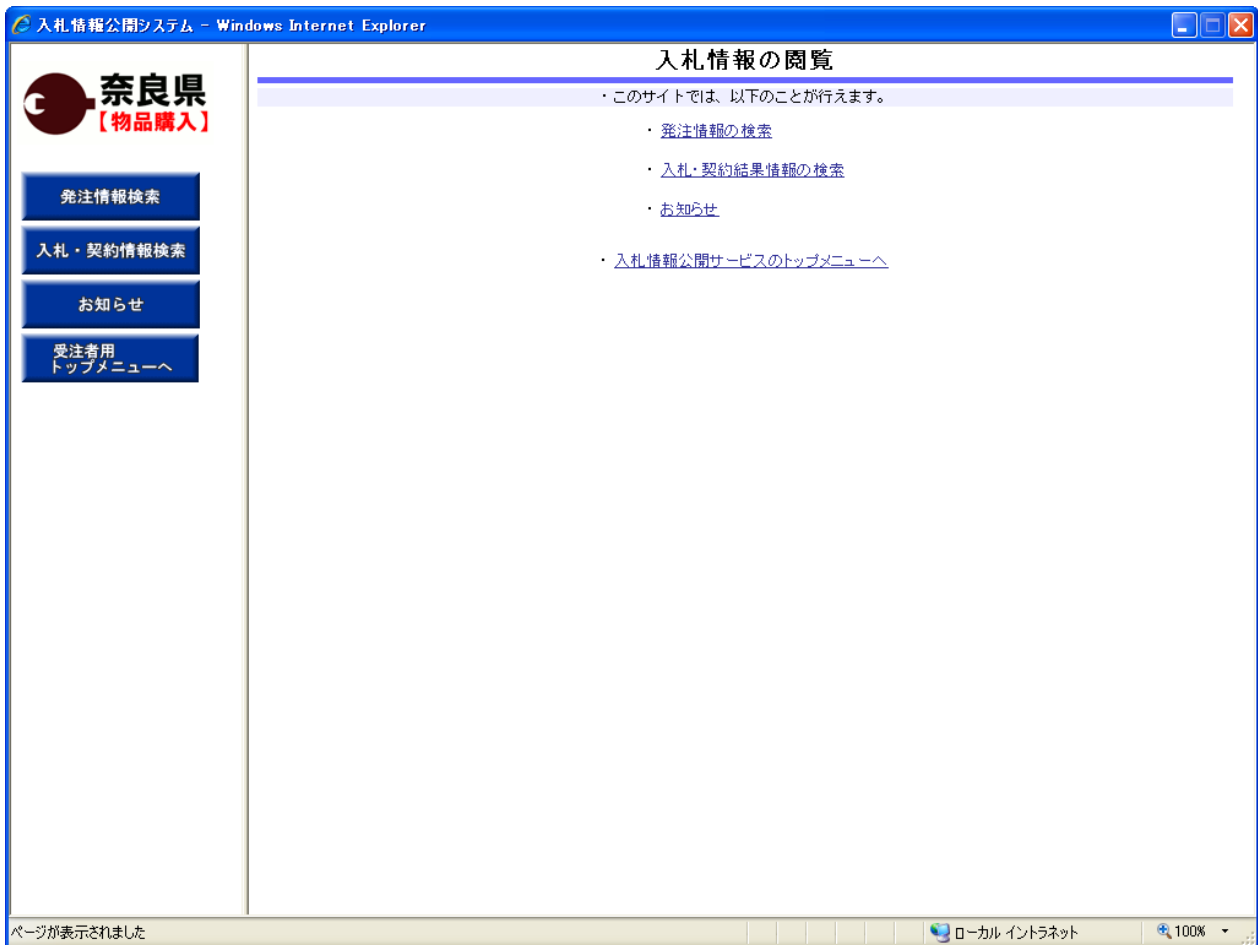 入札情報公開システム - Windows Internet Explorer
奈良県
【物品購入】
発注情報検索
入札・契約情報検索
お知らせ
受注者用
トップメニューへ
入札情報の閲覧
・このサイトでは、以下のことが行えます。
・ 発注情報の検索
・ 入札・契約結果情報の検索
・ お知らせ
・ 入札情報公開サービスのトップメニューへ
ページが表示されました
ローカル イントラネット
100%